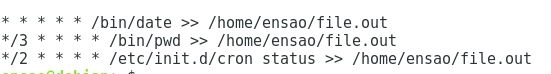 * * * * * /bin/date >> /home/ensao/file.out
*/3 * * * * /bin/pwd >> /home/ensao/file.out
*/2 * * * * /etc/init.d/cron status >> /home/ensao/file.out